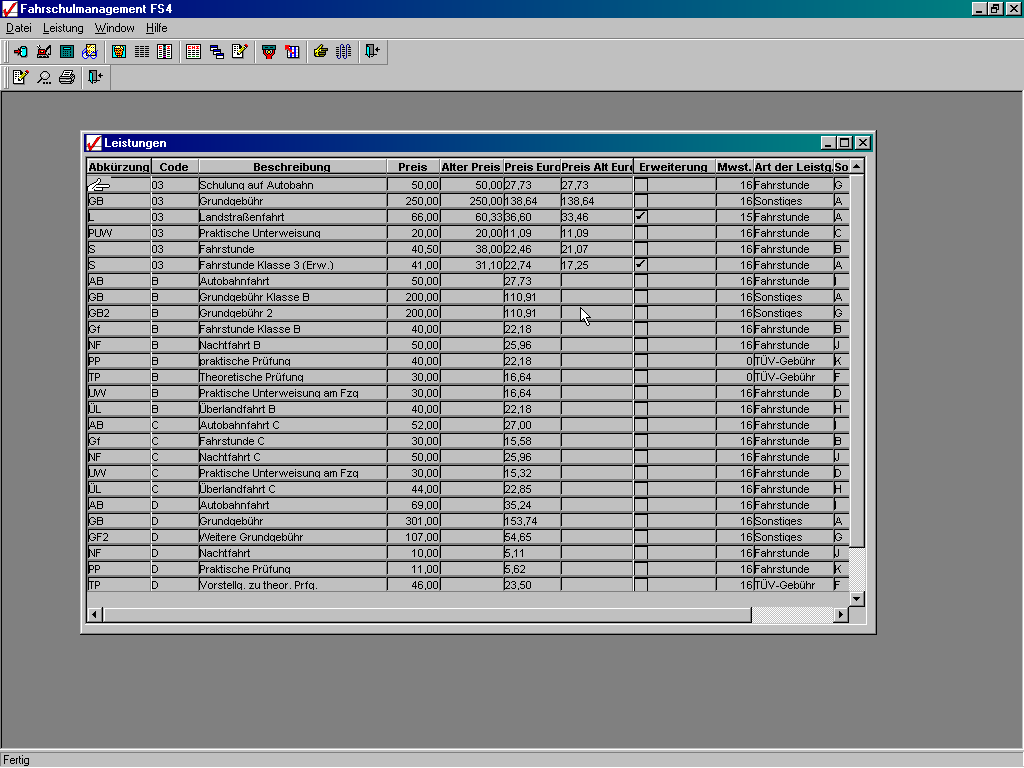 Fahrschulmanagement FS4
Datei Leistung Window Hilfe
Leistungen
Abkürzung Code Beschreibung Preis Alter Preis Preis Euro Preis Alt Euro Erweiterung Mwst. Art der Leistg. So
03 Schulung auf Autobahn 50,00 50,00 27,73 27,73 16 Fahrstunde G
GB 03 Grundgebühr 250,00 250,00 138,64 138,64 16 Sonstiges A
L 03 Landstraßenfahrt 66,00 60,33 36,60 33,46 15 Fahrstunde A
PUW 03 Praktische Unterweisung 20,00 20,00 11,09 11,09 16 Fahrstunde C
S 03 Fahrstunde 40,50 38,00 22,46 21,07 16 Fahrstunde B
S 03 Fahrstunde Klasse 3 (Erw.) 41,00 31,10 22,74 17,25 16 Fahrstunde A
AB B Autobahnfahrt 50,00 27,73 16 Fahrstunde I
GB B Grundgebühr Klasse B 200,00 110,91 16 Sonstiges A
GB2 B Grundgebühr 2 200,00 110,91 16 Sonstiges G
Gf B Fahrstunde Klasse B 40,00 22,18 16 Fahrstunde B
NF B Nachtfahrt B 50,00 25,96 16 Fahrstunde J
PP B praktische Prüfung 40,00 22,18 0 TÜV-Gebühr K
TP B Theoretische Prüfung 30,00 16,64 0 TÜV-Gebühr F
UW B Praktische Unterweisung am Fzg 30,00 16,64 16 Fahrstunde D
ÜL B Überlandfahrt B 40,00 22,18 16 Fahrstunde H
AB C Autobahnfahrt C 52,00 27,00 16 Fahrstunde I
Gf C Fahrstunde C 30,00 15,58 16 Fahrstunde B
NF C Nachtfahrt C 50,00 25,96 16 Fahrstunde J
UW C Praktische Unterweisung am Fzg 30,00 15,32 16 Fahrstunde D
ÜL C Überlandfahrt C 44,00 22,85 16 Fahrstunde H
AB D Autobahnfahrt 69,00 35,24 16 Fahrstunde I
GB D Grundgebühr 301,00 153,74 16 Sonstiges A
GF2 D Weitere Grundgebühr 107,00 54,65 16 Sonstiges G
NF D Nachtfahrt 10,00 5,11 16 Fahrstunde J
PP D Praktische Prüfung 11,00 5,62 16 Fahrstunde K
TP D Vorstellg. zu theor. Prfg. 46,00 23,50 16 TÜV-Gebühr F
Fertig